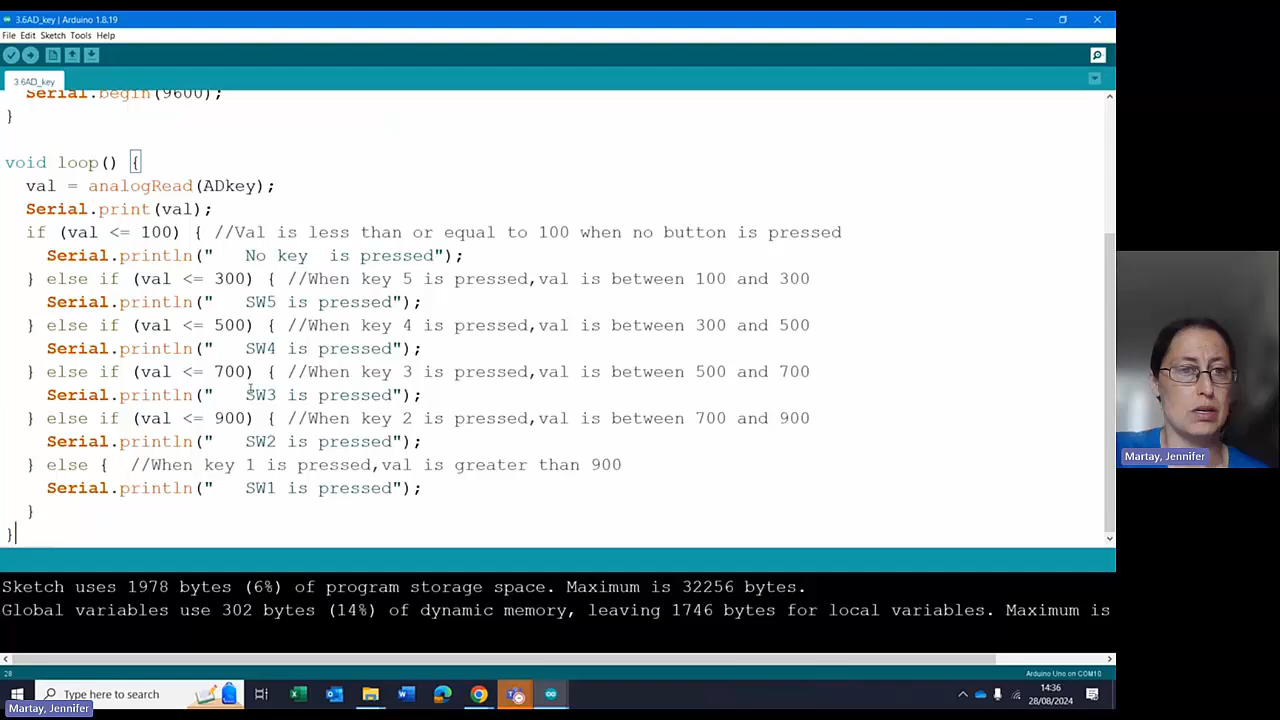 3.6AD_key | Arduino 1.8.19
File Edit Sketch Tools Help
3.6AD_key
Serial.begin(9600);
}
void loop() {
val = analogRead(ADkey);
Serial.print(val);
if (val <= 100) { //Val is less than or equal to 100 when no button is pressed
Serial.println("   No key  is pressed");
} else if (val <= 300) { //When key 5 is pressed,val is between 100 and 300
Serial.println("   SW5 is pressed");
} else if (val <= 500) { //When key 4 is pressed,val is between 300 and 500
Serial.println("   SW4 is pressed");
} else if (val <= 700) { //When key 3 is pressed,val is between 500 and 700
Serial.println("   SW3 is pressed");
} else if (val <= 900) { //When key 2 is pressed,val is between 700 and 900
Serial.println("   SW2 is pressed");
} else {  //When key 1 is pressed,val is greater than 900
Serial.println("   SW1 is pressed");
}
}
Martay, Jennifer
Sketch uses 1978 bytes (6%) of program storage space. Maximum is 32256 bytes.
Global variables use 302 bytes (14%) of dynamic memory, leaving 1746 bytes for local variables. Maximum is
28
Arduino Uno on COM10
Type here to search
14:36
28/08/2024
Martay, Jennifer